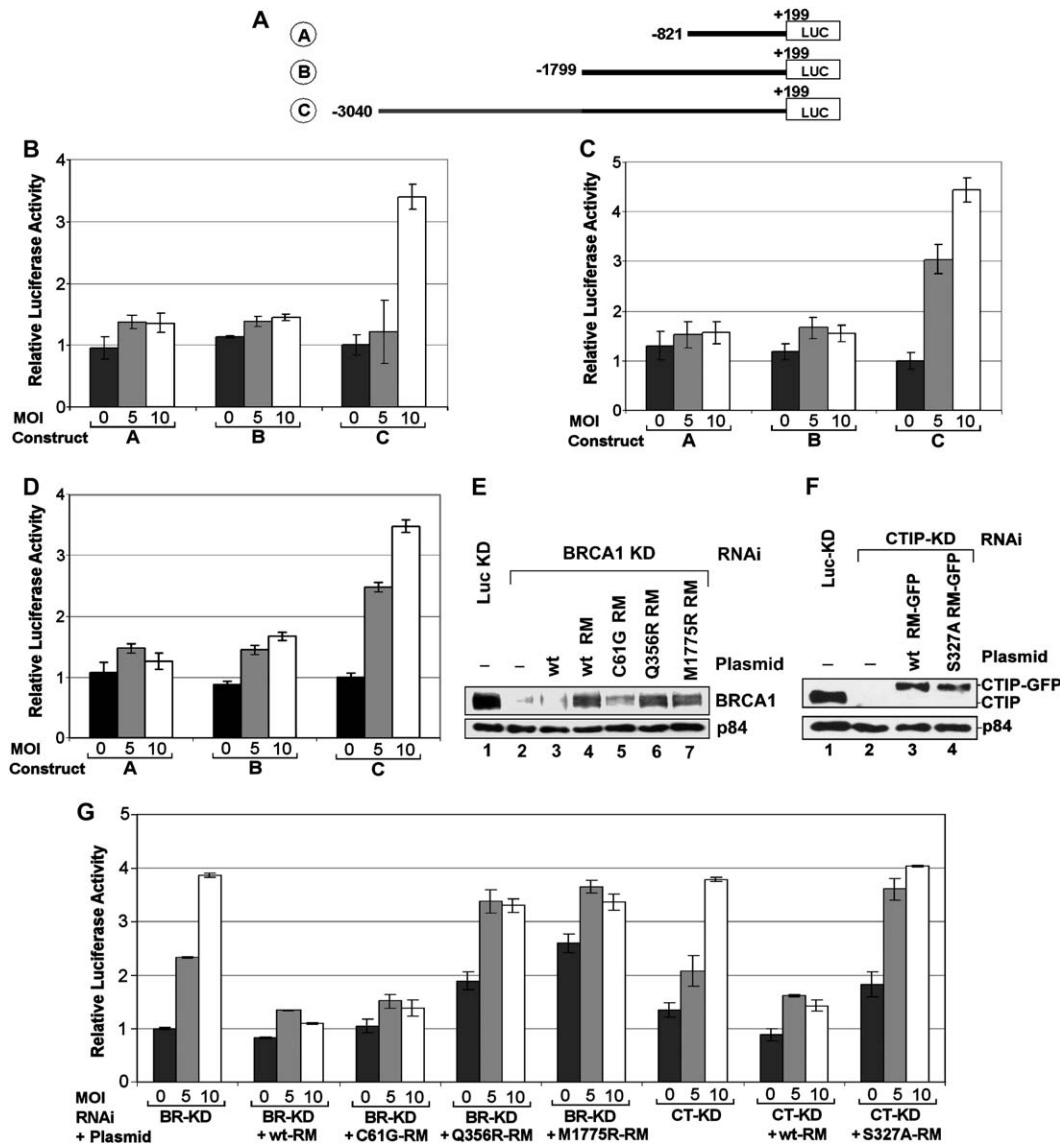 A
A
-821
+199
LUC
B
-1799
+199
LUC
C
-3040
+199
LUC
B
Relative Luciferase Activity
4
3
2
1
0
MOI 0 5 10 0 5 10 0 5 10
Construct A B C
C
Relative Luciferase Activity
5
4
3
2
1
0
MOI 0 5 10 0 5 10 0 5 10
Construct A B C
D
Relative Luciferase Activity
4
3
2
1
0
MOI 0 5 10 0 5 10 0 5 10
Construct A B C
E
Luc KD BRCA1 KD RNAi
– – wt wt RM C61G RM Q356R RM M1775R RM Plasmid
BRCA1
p84
1 2 3 4 5 6 7
F
Luc-KD CTIP-KD RNAi
– – wt RM-GFP S327A RM-GFP Plasmid
CTIP-GFP
CTIP
p84
1 2 3 4
G
Relative Luciferase Activity
5
4
3
2
1
0
MOI 0 5 10 0 5 10 0 5 10 0 5 10 0 5 10 0 5 10 0 5 10 0 5 10
RNAi BR-KD BR-KD BR-KD BR-KD BR-KD CT-KD CT-KD CT-KD
+ Plasmid +wt-RM +C61G-RM +Q356R-RM +M1775R-RM +wt-RM +S327A-RM